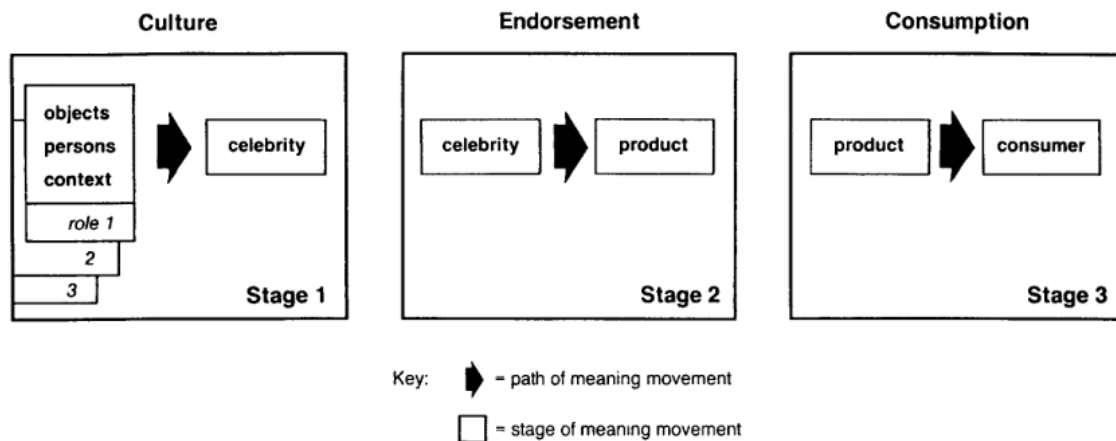 Culture
Endorsement
Consumption
objects
persons
context
role 1
2
3
celebrity
Stage 1
celebrity
product
Stage 2
product
consumer
Stage 3
Key:
= path of meaning movement
= stage of meaning movement